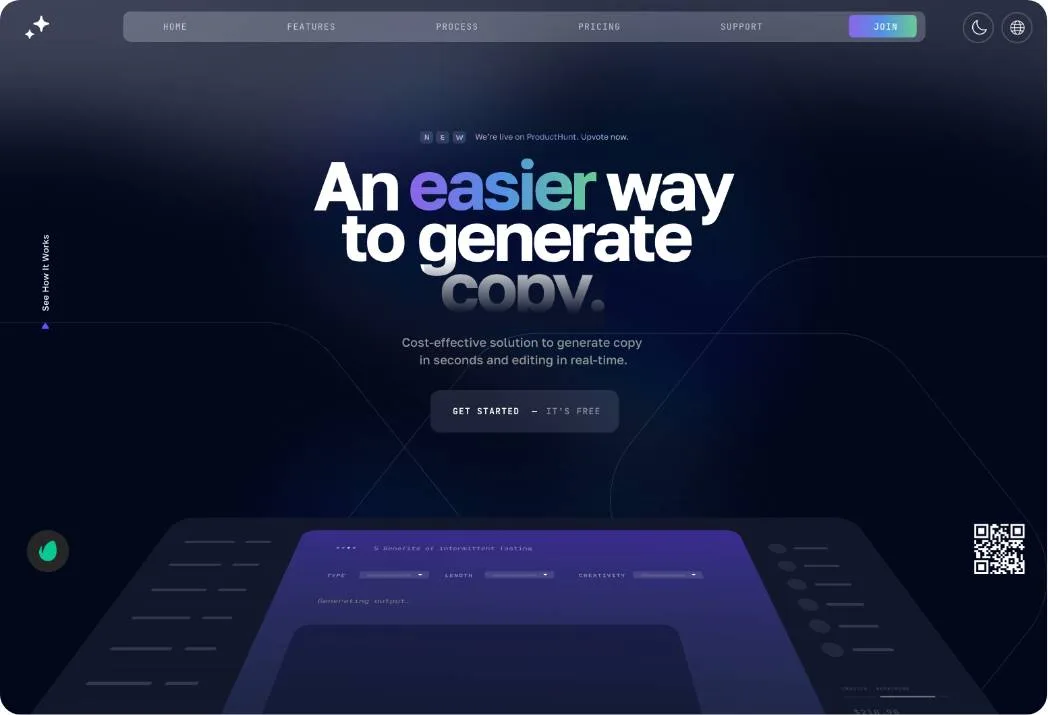 HOME FEATURES PROCESS PRICING SUPPORT JOIN
NEW We're live on ProductHunt. Upvote now.
An easier way
to generate
copy.
See How It Works
Cost-effective solution to generate copy
in seconds and editing in real-time.
GET STARTED — IT'S FREE
5 Benefits of intermittent fasting
TYPE LENGTH CREATIVITY
Generating output.